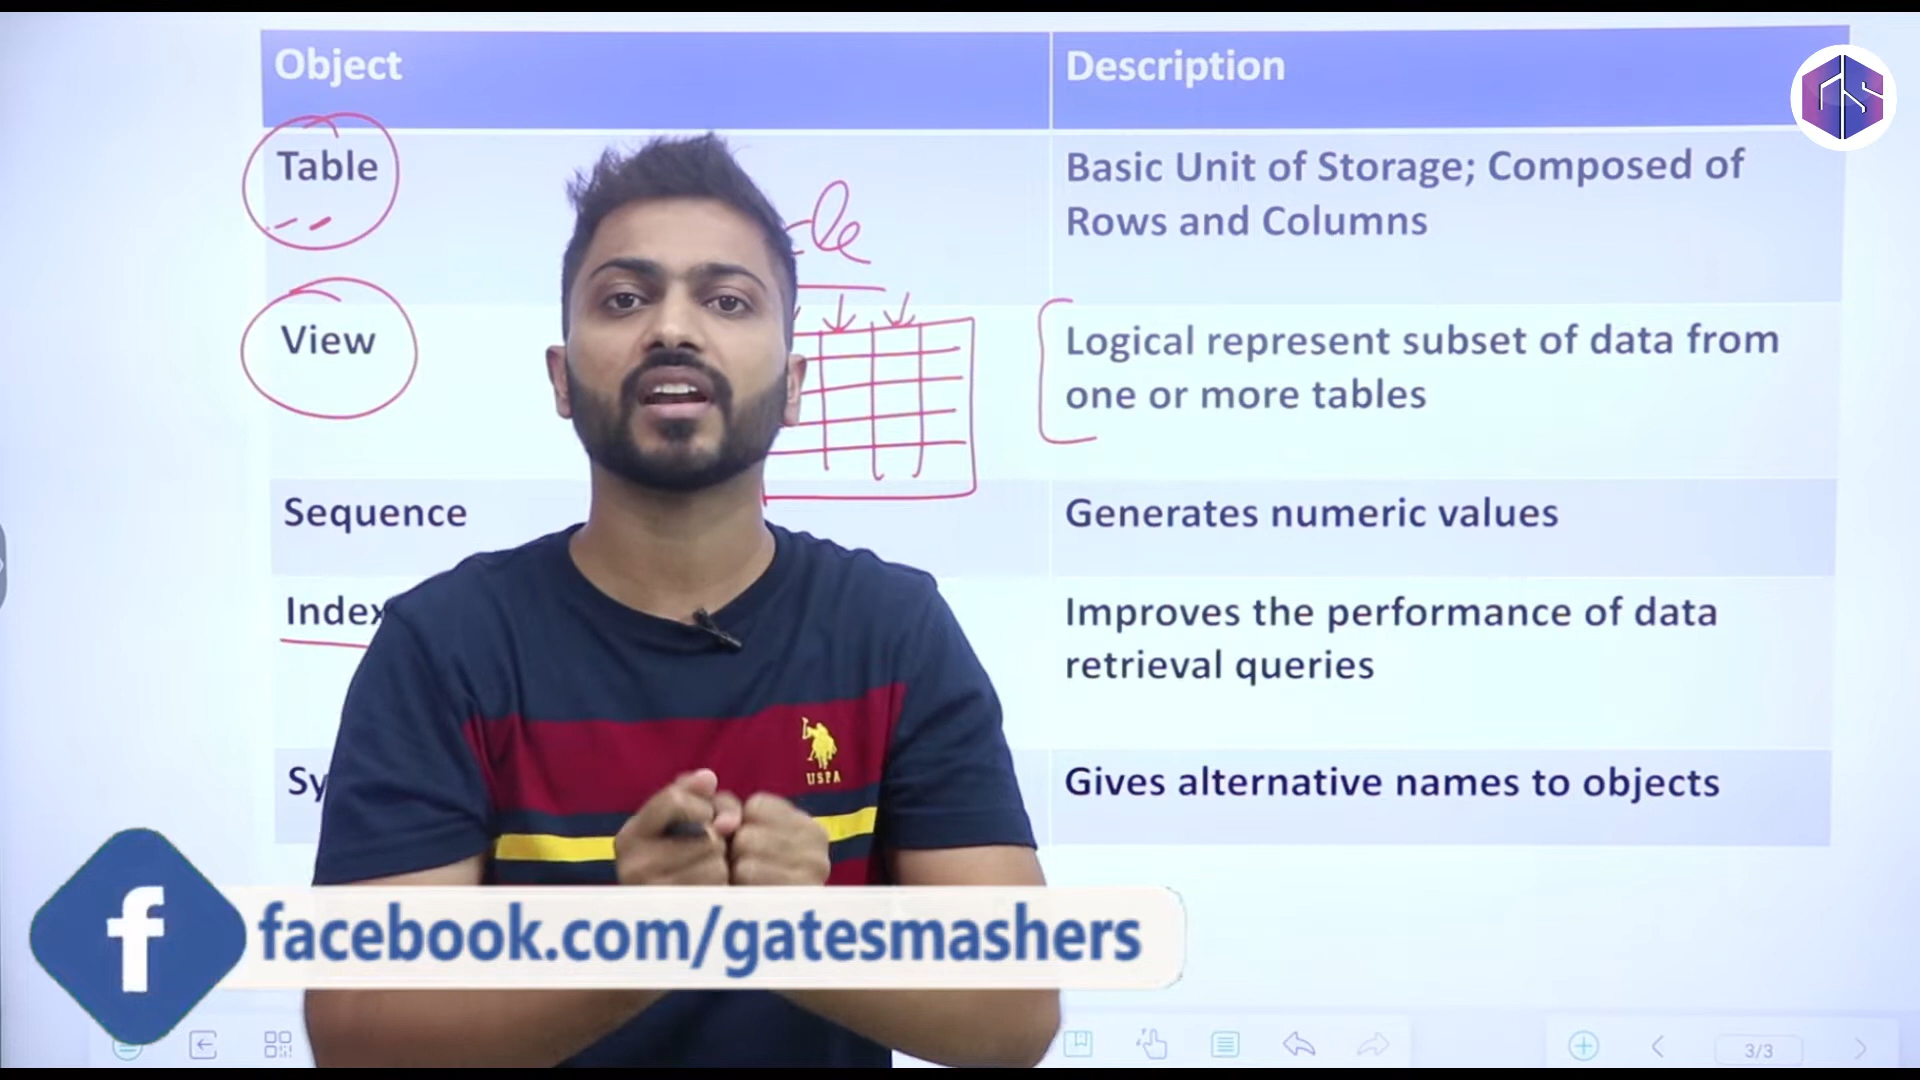 Object
Description
Table
Basic Unit of Storage; Composed of
Rows and Columns
View
Logical represent subset of data from
one or more tables
Sequence
Generates numeric values
Index
Improves the performance of data
retrieval queries
Sy
Gives alternative names to objects
USPA
f
facebook.com/gatesmashers
3/3